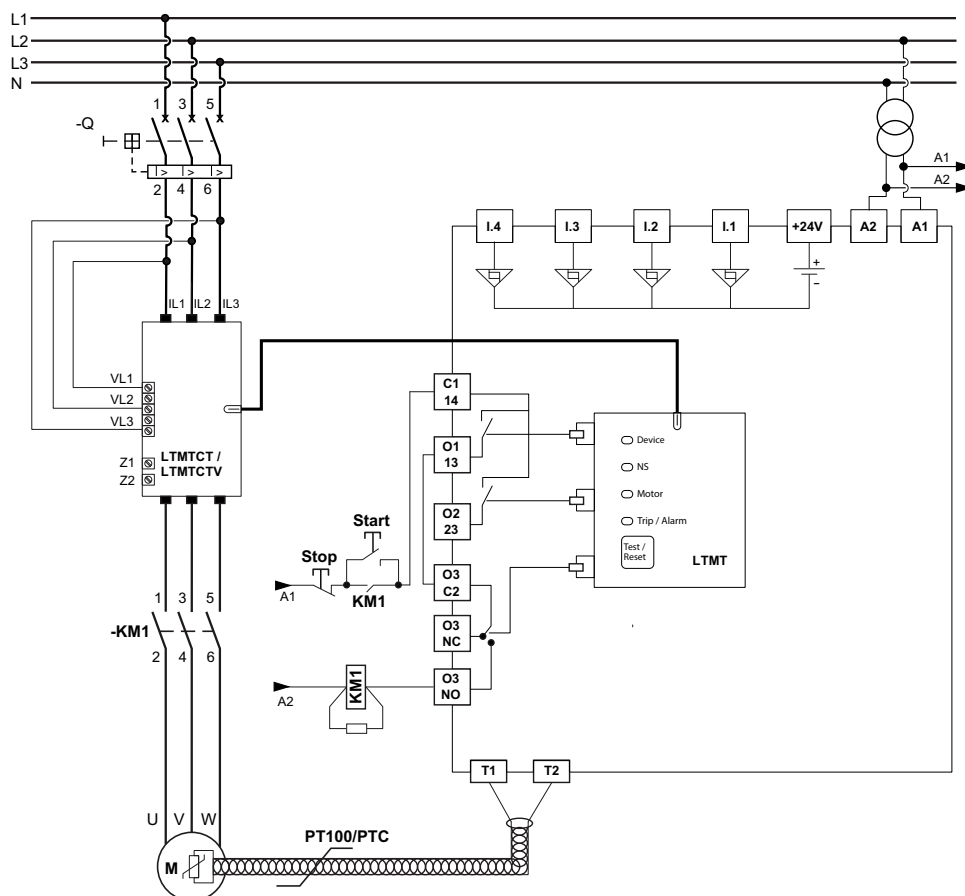 L1
L2
L3
N
1 3 5
-Q
I> I> I>
2 4 6
A1
A2
I.4 I.3 I.2 I.1 +24V A2 A1
+
−
IL1 IL2 IL3
VL1
VL2
VL3
Z1
Z2
LTMTCT /
LTMTCTV
C1
14
O1
13
O2
23
O3
C2
O3
NC
O3
NO
Device
NS
Motor
Trip / Alarm
Test /
Reset
LTMT
Start
Stop
A1
KM1
1 3 5
-KM1
2 4 6
A2
KM1
T1 T2
U V W
M
PT100/PTC